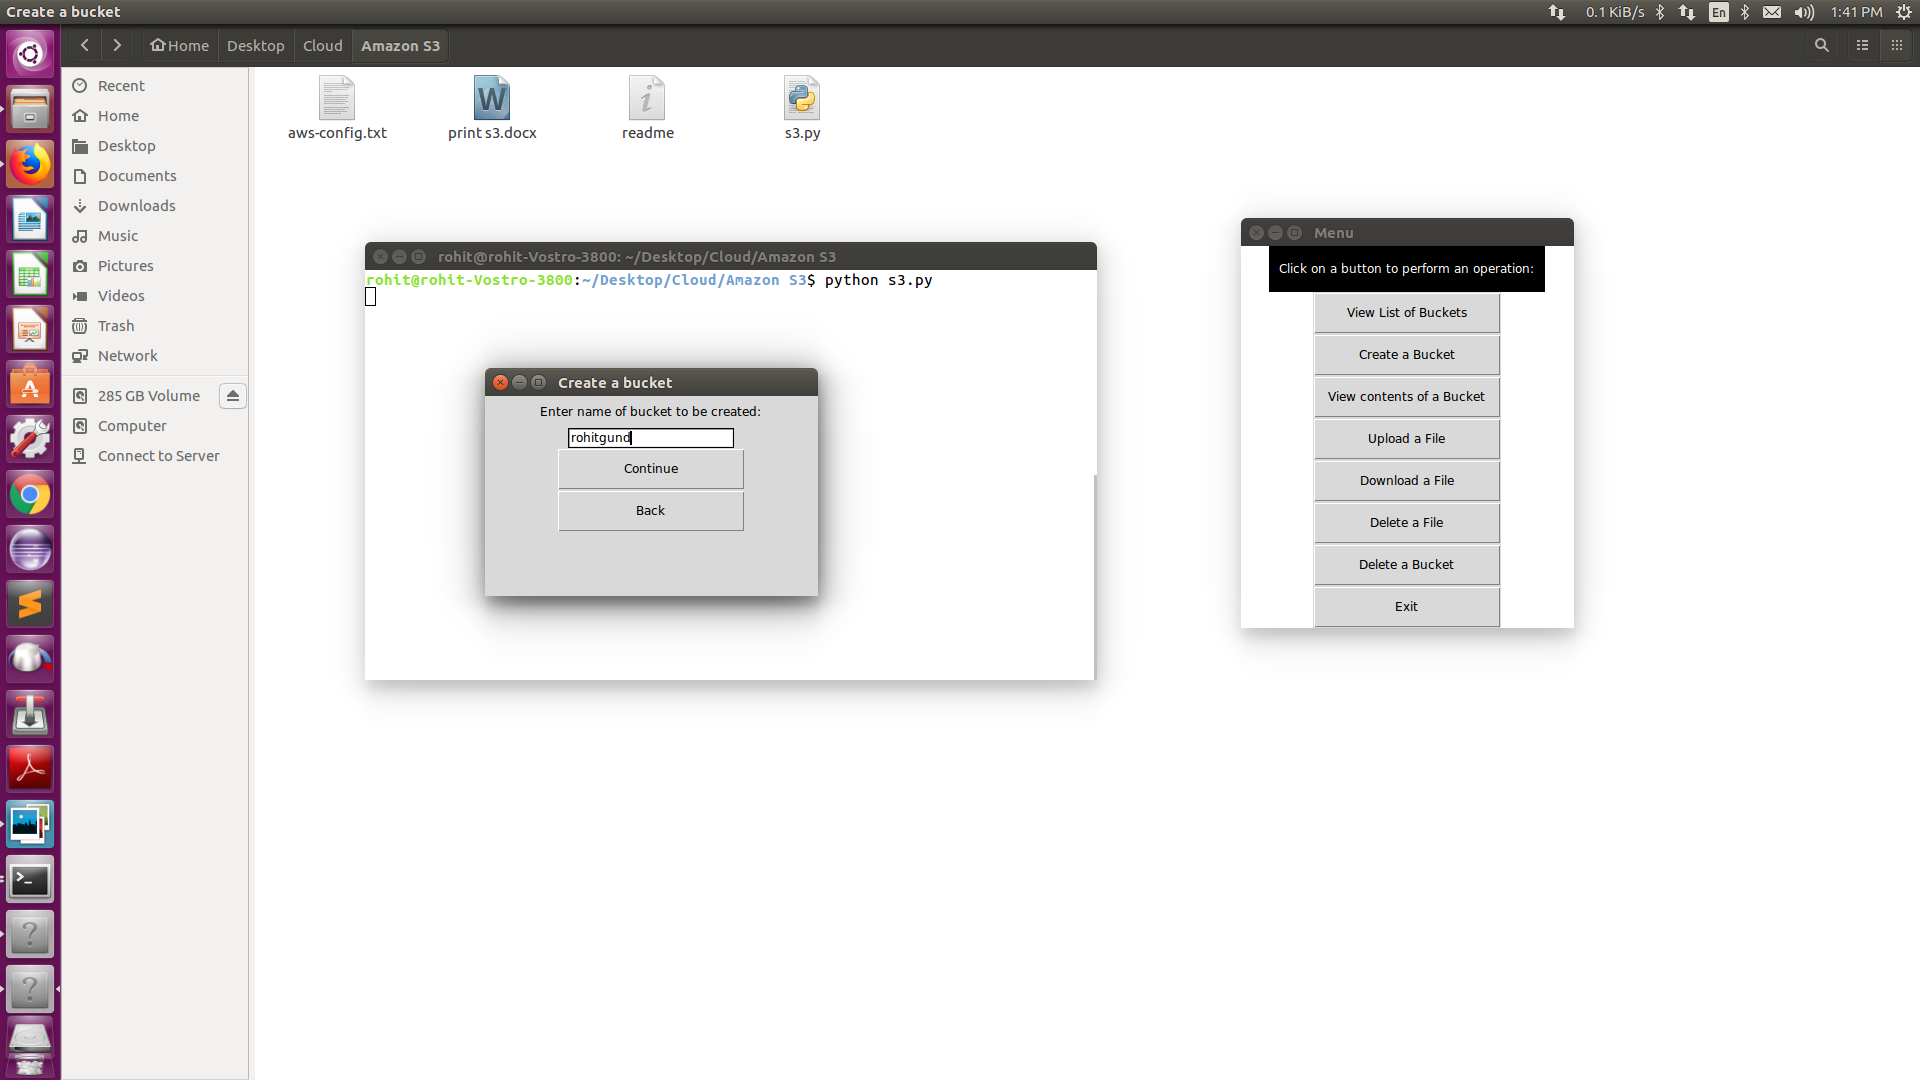 Create a bucket
0.1 KiB/s
En
1:41 PM
Home
Desktop
Cloud
Amazon S3
Recent
Home
Desktop
Documents
Downloads
Music
Pictures
Videos
Trash
Network
285 GB Volume
Computer
Connect to Server
aws-config.txt
print s3.docx
readme
s3.py
rohit@rohit-Vostro-3800: ~/Desktop/Cloud/Amazon S3
rohit@rohit-Vostro-3800:~/Desktop/Cloud/Amazon S3$ python s3.py
Create a bucket
Enter name of bucket to be created:
rohitgund
Continue
Back
Menu
Click on a button to perform an operation:
View List of Buckets
Create a Bucket
View contents of a Bucket
Upload a File
Download a File
Delete a File
Delete a Bucket
Exit